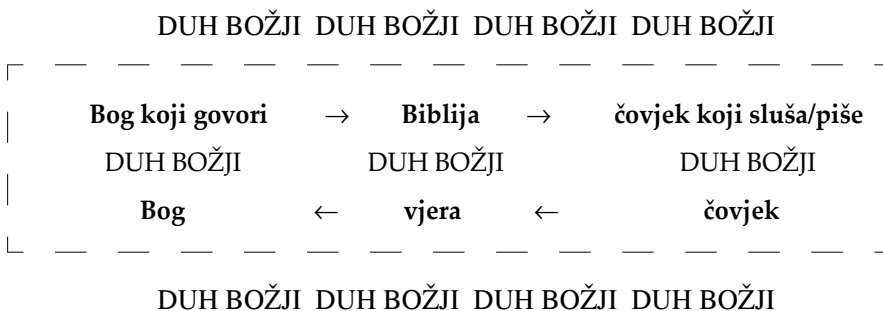 DUH BOŽJI DUH BOŽJI DUH BOŽJI DUH BOŽJI
Bog koji govori → Biblija → čovjek koji sluša/piše
DUH BOŽJI DUH BOŽJI DUH BOŽJI
Bog ← vjera ← čovjek
DUH BOŽJI DUH BOŽJI DUH BOŽJI DUH BOŽJI